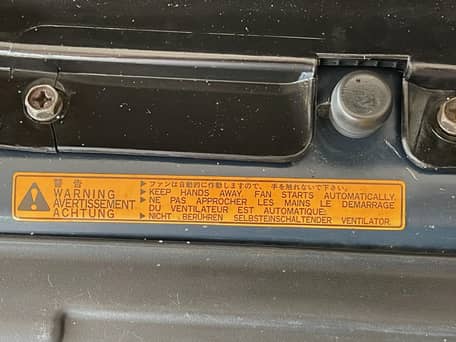 警告
WARNING
AVERTISSEMENT
ACHTUNG
▶ファンは自動的に作動しますので、手を触れないで下さい。
▶KEEP HANDS AWAY. FAN STARTS AUTOMATICALLY.
▶NE PAS APPROCHER LES MAINS LE DEMARRAGE
DU VENTILATEUR EST AUTOMATIQUE.
▶NICHT BERÜHREN SELBSTEINSCHALTENDER VENTILATOR.